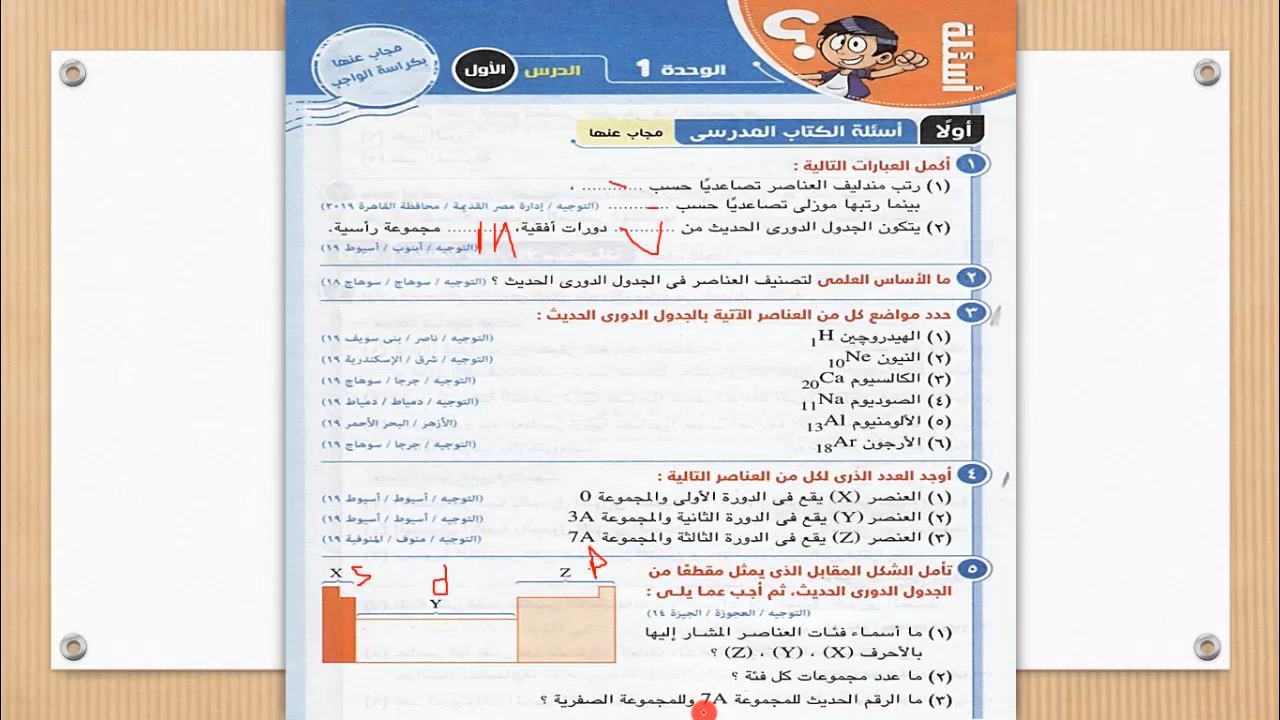 أسئلة
الوحدة 1 الدرس الأول
مجاب عنها
بكراسة الواجب
أولًا أسئلة الكتاب المدرسى مجاب عنها
١ أكمل العبارات التالية :
(١) رتب مندليف العناصر تصاعديًا حسب ............ ،
بينما رتبها موزلى تصاعديًا حسب ............ (التوجيه / إدارة مصر القديمة / محافظة القاهرة ٢٠١٩)
(٢) يتكون الجدول الدورى الحديث من ............ دورات أفقية، ............ مجموعة رأسية.
(التوجيه / أبنوب / أسيوط ١٩)
٢ ما الأساس العلمى لتصنيف العناصر فى الجدول الدورى الحديث ؟ (التوجيه / سوهاج / سوهاج ١٨)
٣ حدد مواضع كل من العناصر الآتية بالجدول الدورى الحديث :
(١) الهيدروچين ₁H (التوجيه / ناصر / بنى سويف ١٩)
(٢) النيون ₁₀Ne (التوجيه / شرق / الإسكندرية ١٩)
(٣) الكالسيوم ₂₀Ca (التوجيه / جرجا / سوهاج ١٩)
(٤) الصوديوم ₁₁Na (التوجيه / دمياط / دمياط ١٩)
(٥) الألومنيوم ₁₃Al (الأزهر / البحر الأحمر ١٩)
(٦) الأرجون ₁₈Ar (التوجيه / جرجا / سوهاج ١٩)
٤ أوجد العدد الذرى لكل من العناصر التالية :
(١) العنصر (X) يقع فى الدورة الأولى والمجموعة 0 (التوجيه / أسيوط / أسيوط ١٩)
(٢) العنصر (Y) يقع فى الدورة الثانية والمجموعة 3A (التوجيه / أسيوط / أسيوط ١٩)
(٣) العنصر (Z) يقع فى الدورة الثالثة والمجموعة 7A (التوجيه / منوف / المنوفية ١٩)
٥ تأمل الشكل المقابل الذى يمثل مقطعًا من
الجدول الدورى الحديث، ثم أجب عما يلى :
(التوجيه / العجوزة / الجيزة ١٤)
(١) ما أسماء فئات العناصر المشار إليها
بالأحرف (X) ، (Y) ، (Z) ؟
(٢) ما عدد مجموعات كل فئة ؟
(٣) ما الرقم الحديث للمجموعة 7A وللمجموعة الصفرية ؟
X s
d
Y
Z p